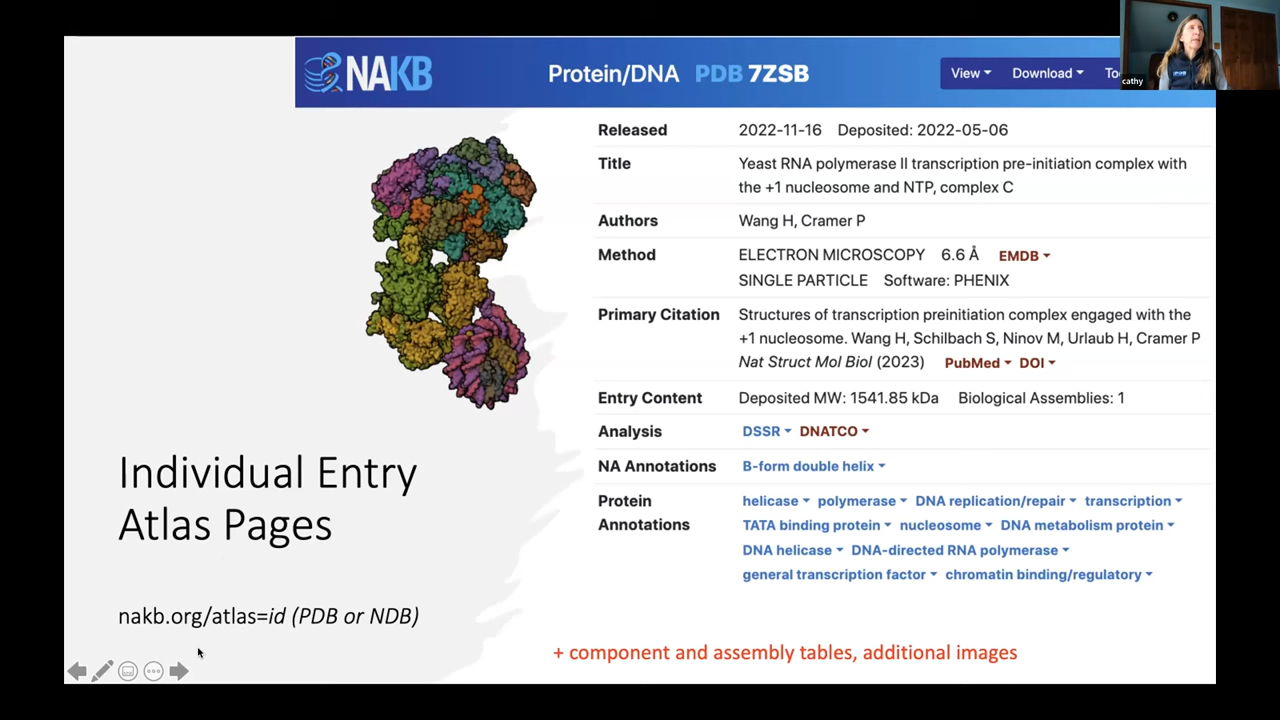 NAKB Protein/DNA PDB 7ZSB View Download To
cathy
Released 2022-11-16 Deposited: 2022-05-06
Title Yeast RNA polymerase II transcription pre-initiation complex with
the +1 nucleosome and NTP, complex C
Authors Wang H, Cramer P
Method ELECTRON MICROSCOPY 6.6 Å EMDB
SINGLE PARTICLE Software: PHENIX
Primary Citation Structures of transcription preinitiation complex engaged with the
+1 nucleosome. Wang H, Schilbach S, Ninov M, Urlaub H, Cramer P
Nat Struct Mol Biol (2023) PubMed DOI
Entry Content Deposited MW: 1541.85 kDa Biological Assemblies: 1
Analysis DSSR DNATCO
NA Annotations B-form double helix
Protein helicase polymerase DNA replication/repair transcription
Annotations TATA binding protein nucleosome DNA metabolism protein
DNA helicase DNA-directed RNA polymerase
general transcription factor chromatin binding/regulatory
Individual Entry
Atlas Pages
nakb.org/atlas=id (PDB or NDB)
+ component and assembly tables, additional images